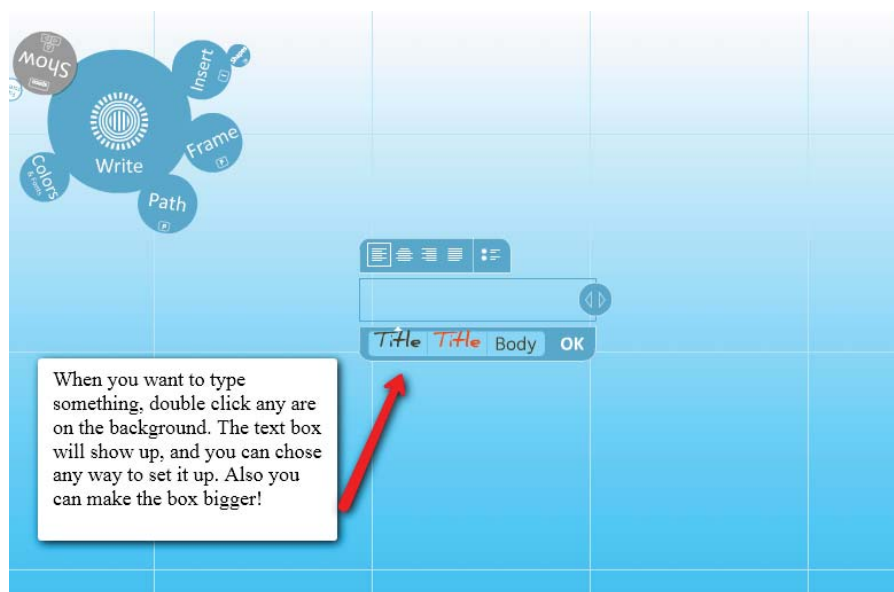 Show
Insert
Frame
Write
Colors
& Fonts
Path
P
Title Title Body OK
When you want to type
something, double click any are
on the background. The text box
will show up, and you can chose
any way to set it up. Also you
can make the box bigger!